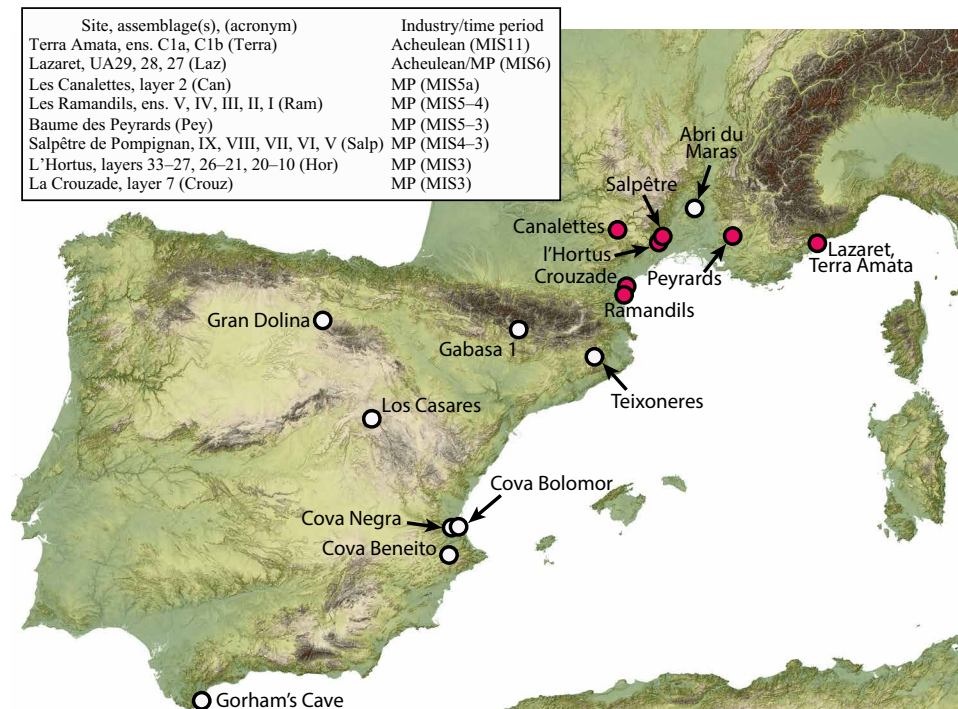 Site, assemblage(s), (acronym) Industry/time period
Terra Amata, ens. C1a, C1b (Terra) Acheulean (MIS11)
Lazaret, UA29, 28, 27 (Laz) Acheulean/MP (MIS6)
Les Canalettes, layer 2 (Can) MP (MIS5a)
Les Ramandils, ens. V, IV, III, II, I (Ram) MP (MIS5–4)
Baume des Peyrards (Pey) MP (MIS5–3)
Salpêtre de Pompignan, IX, VIII, VII, VI, V (Salp) MP (MIS4–3)
L’Hortus, layers 33–27, 26–21, 20–10 (Hor) MP (MIS3)
La Crouzade, layer 7 (Crouz) MP (MIS3)
Abri du
Maras
Salpêtre
Canalettes
l’Hortus
Crouzade
Peyrards
Lazaret,
Terra Amata
Ramandils
Gran Dolina
Gabasa 1
Teixoneres
Los Casares
Cova Bolomor
Cova Negra
Cova Beneito
Gorham’s Cave